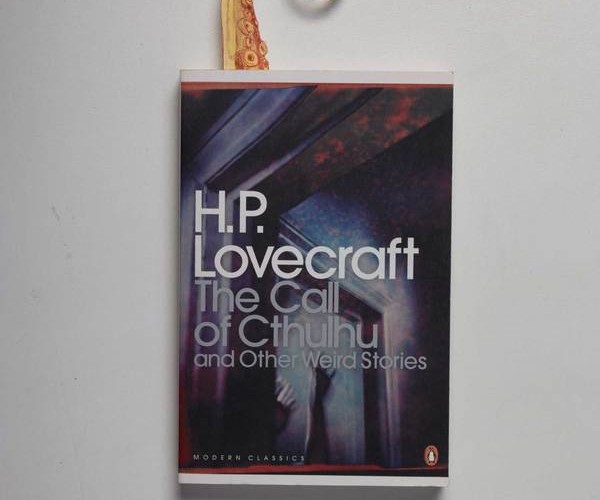 H.P.
Lovecraft
The Call
of Cthulhu
and Other Weird Stories
MODERN CLASSICS